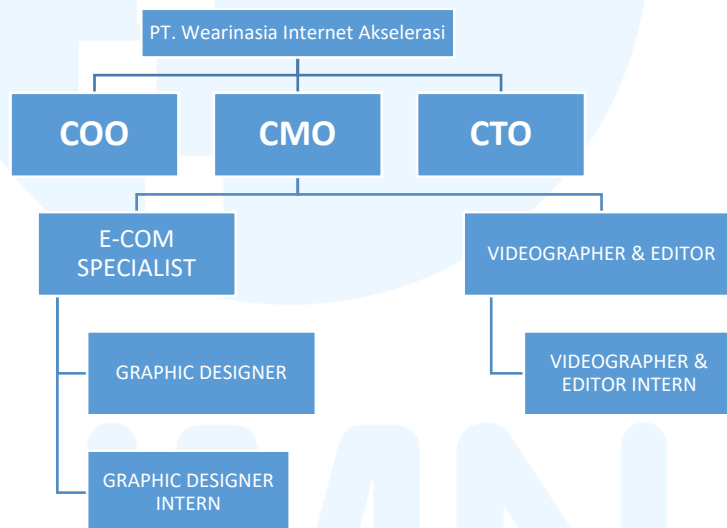 PT. Wearinasia Internet Akselerasi
COO
CMO
CTO
E-COM
SPECIALIST
VIDEOGRAPHER & EDITOR
GRAPHIC DESIGNER
VIDEOGRAPHER &
EDITOR INTERN
GRAPHIC DESIGNER
INTERN